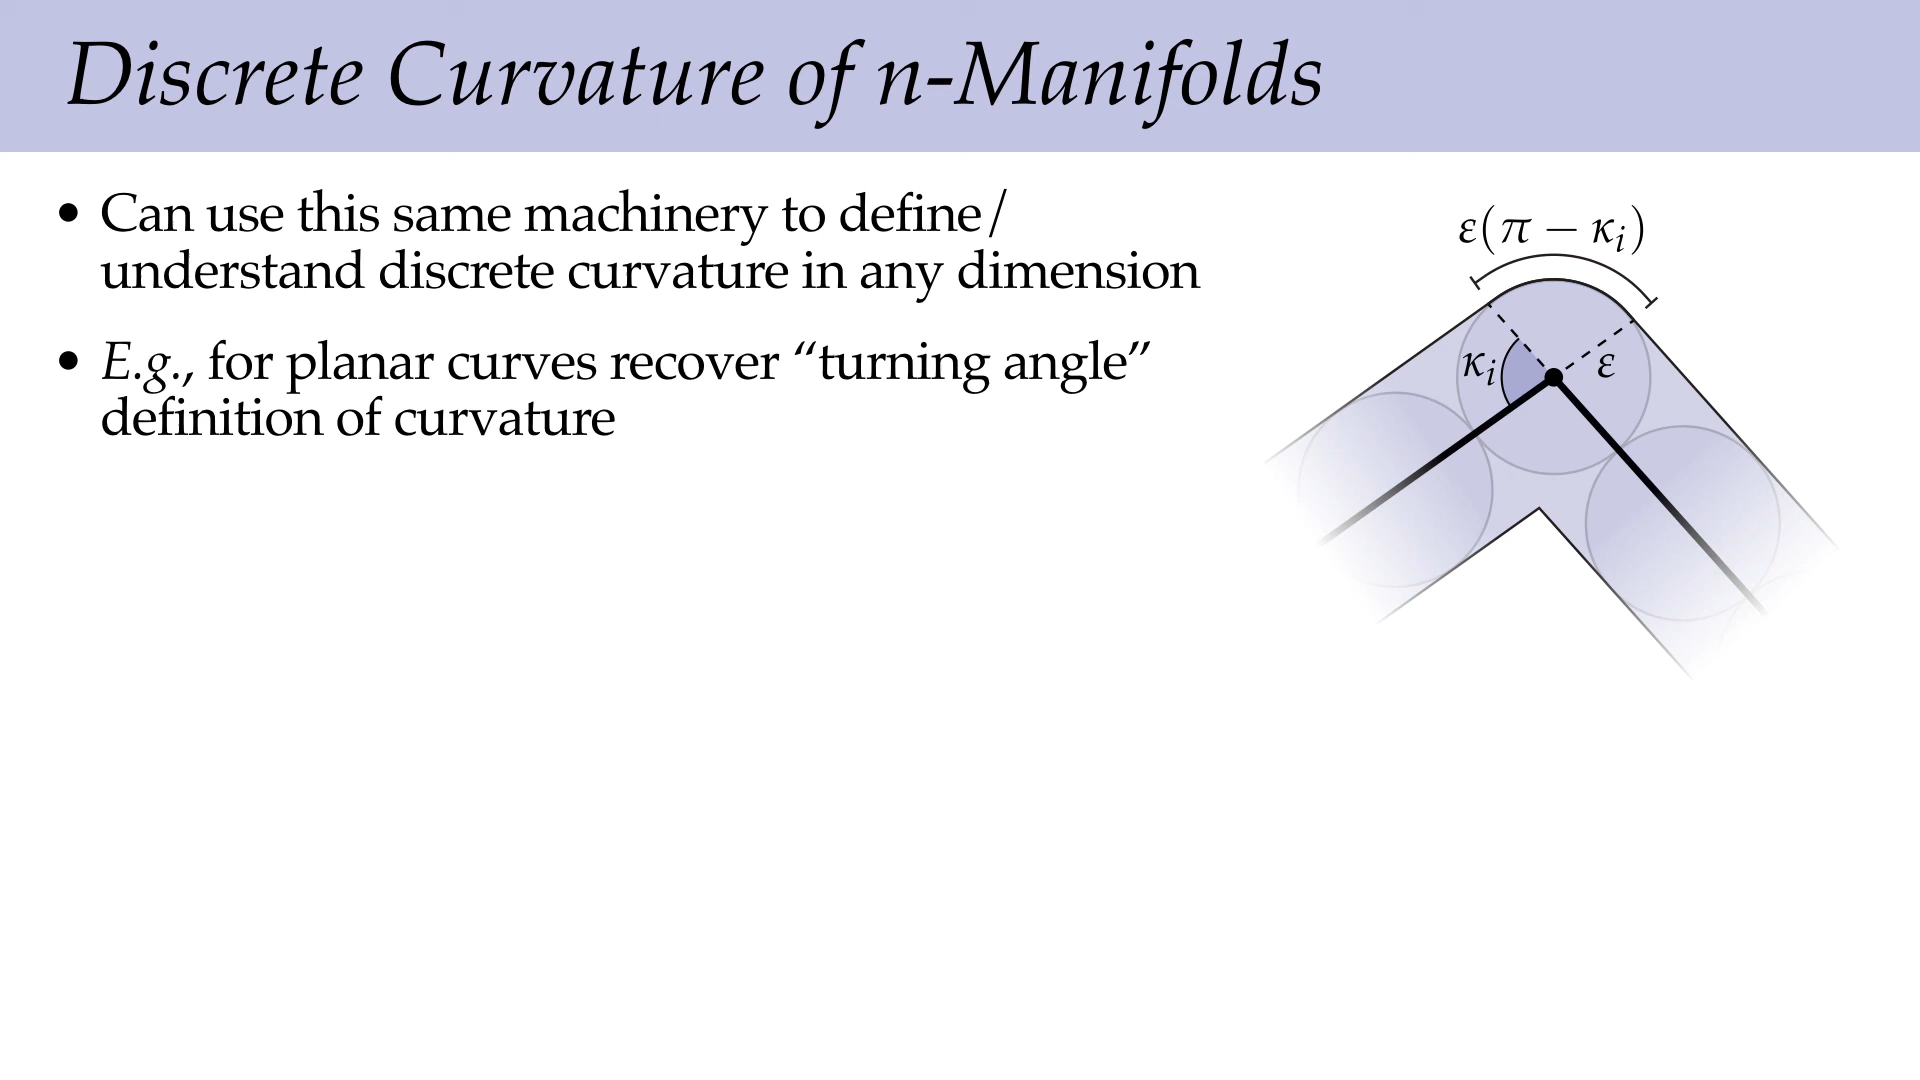 Discrete Curvature of n-Manifolds
• Can use this same machinery to define/
understand discrete curvature in any dimension
• E.g., for planar curves recover “turning angle”
definition of curvature
ε(π − κᵢ)
κᵢ
ε